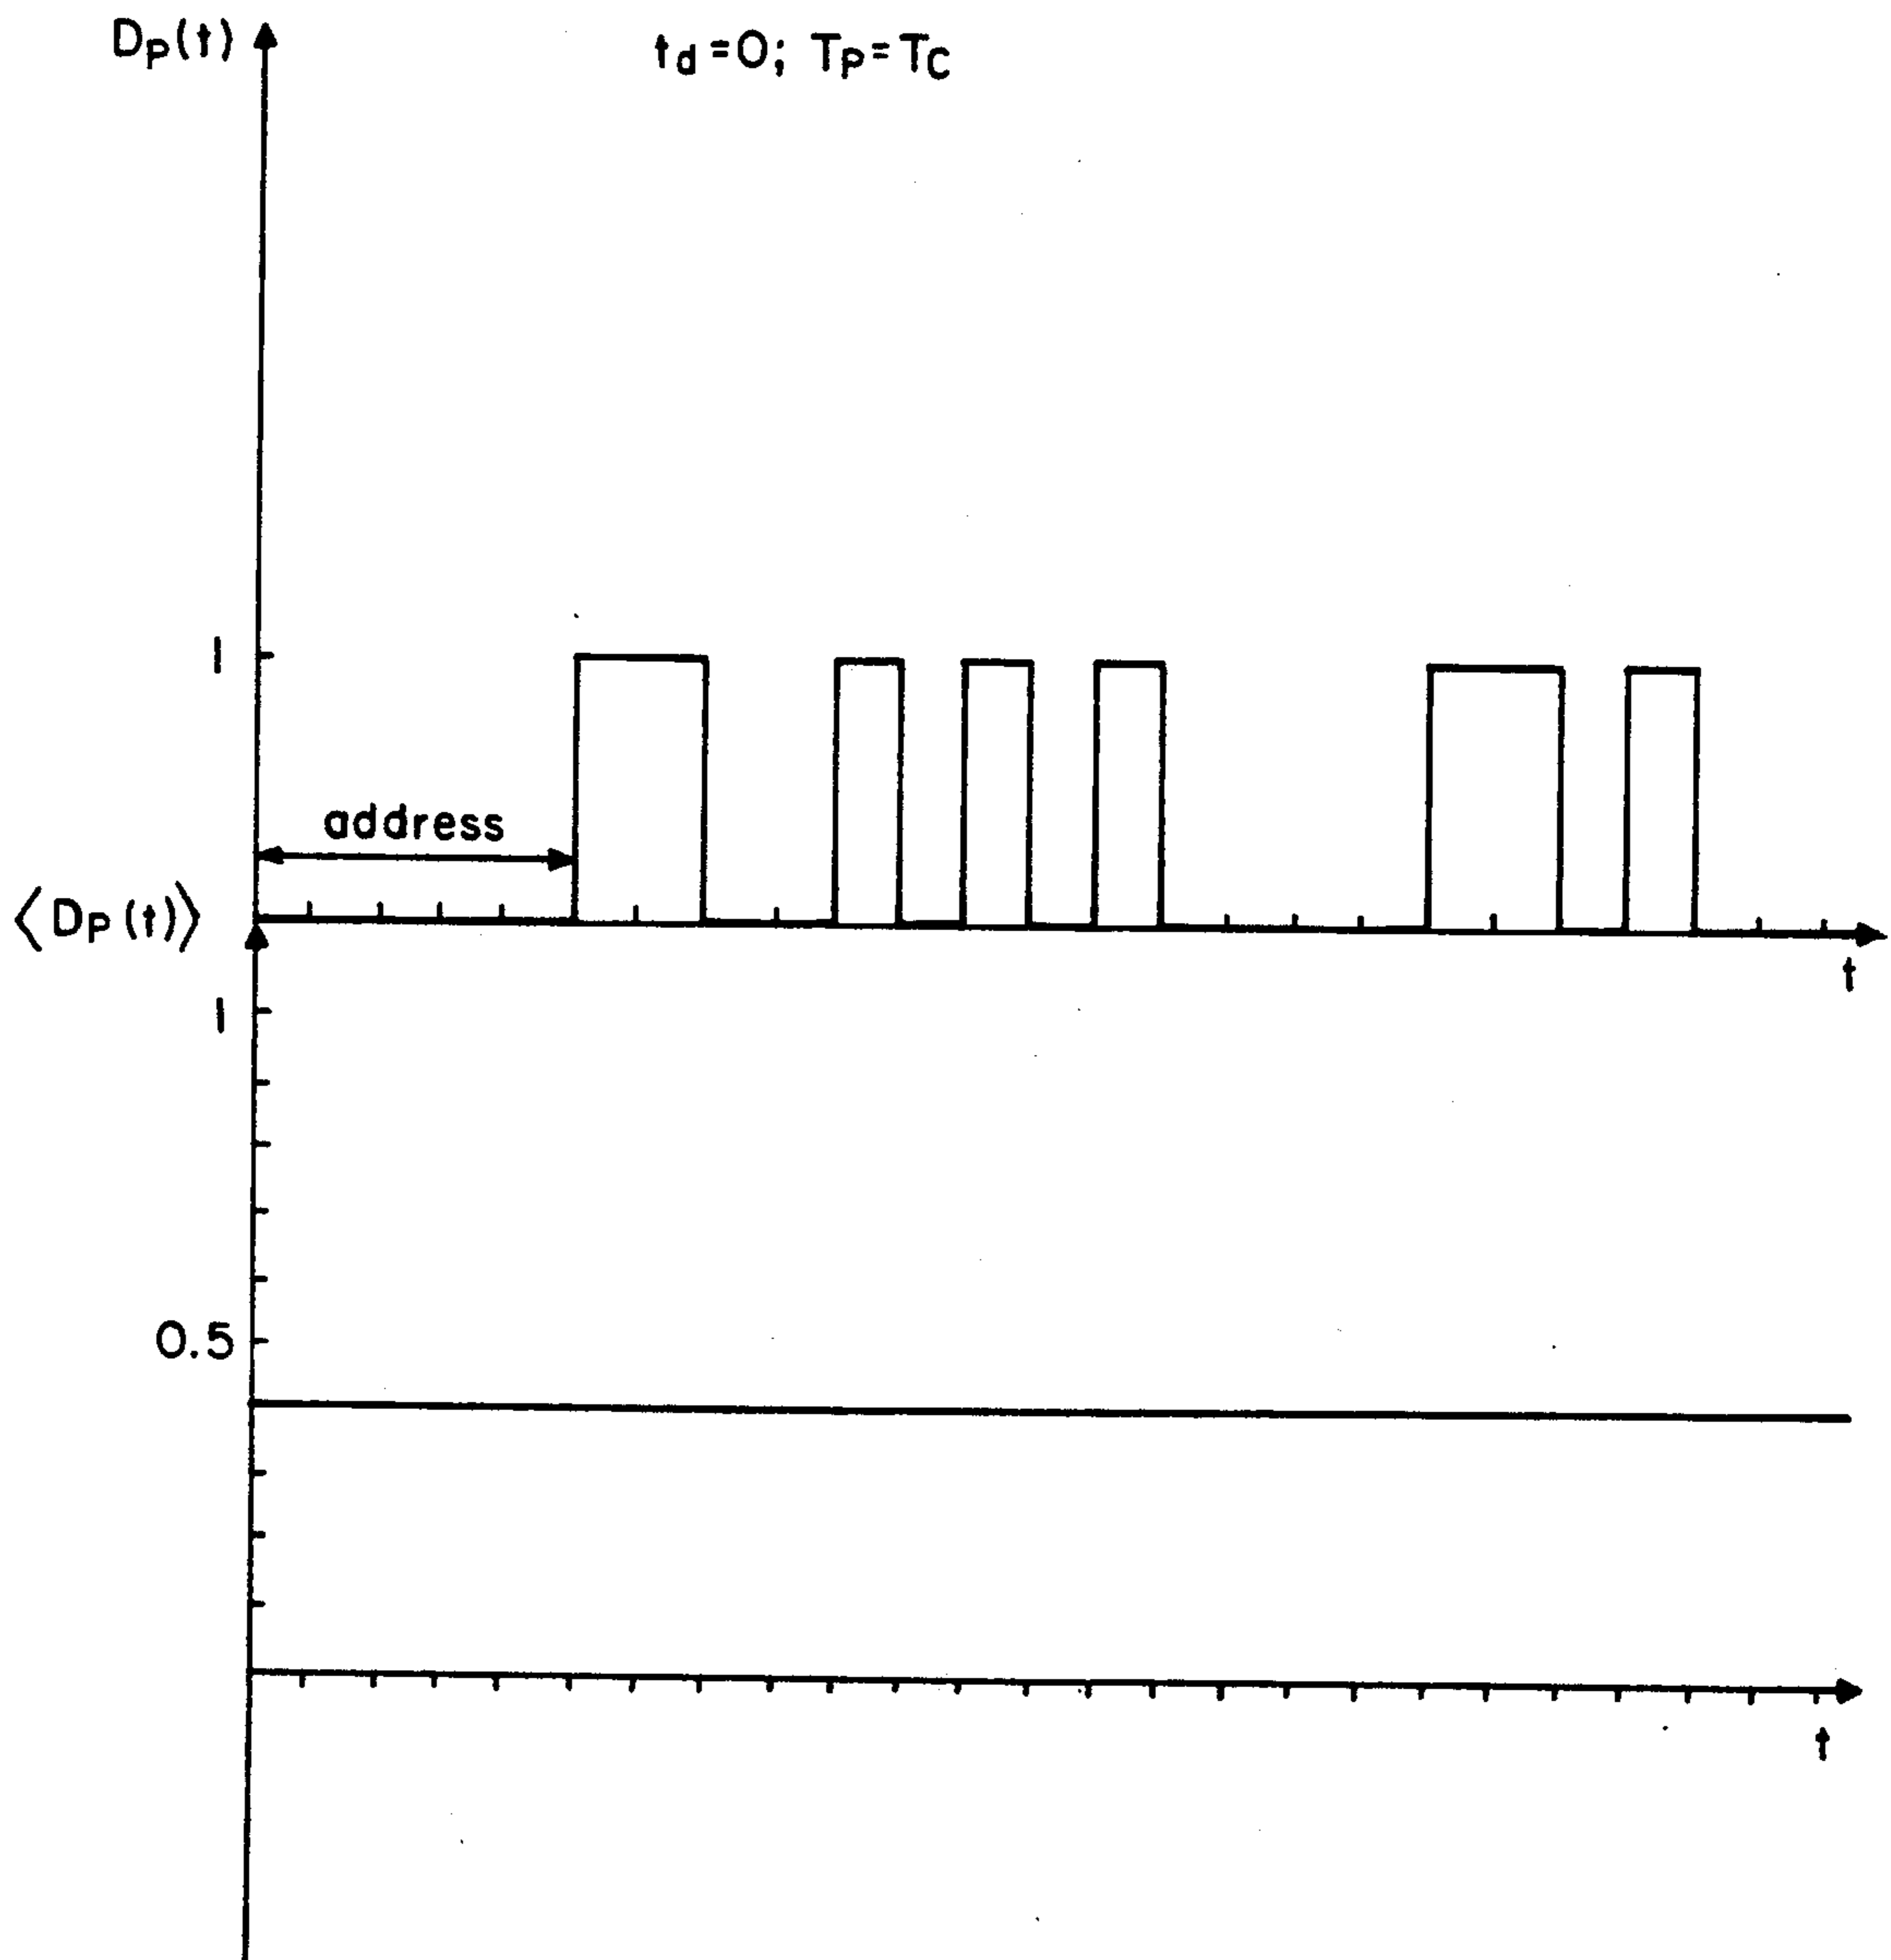 Dp(t)
td=0; Tp=Tc
1
address
⟨Dp(t)⟩
t
1
0.5
t